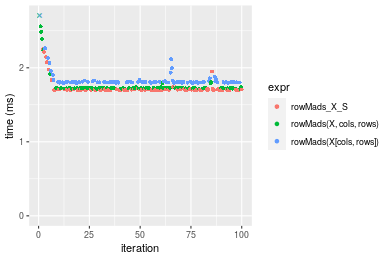 time (ms)
2
1
0
0
25
50
75
100
iteration
expr
rowMads_X_S
rowMads(X, cols, rows)
rowMads(X[cols, rows])